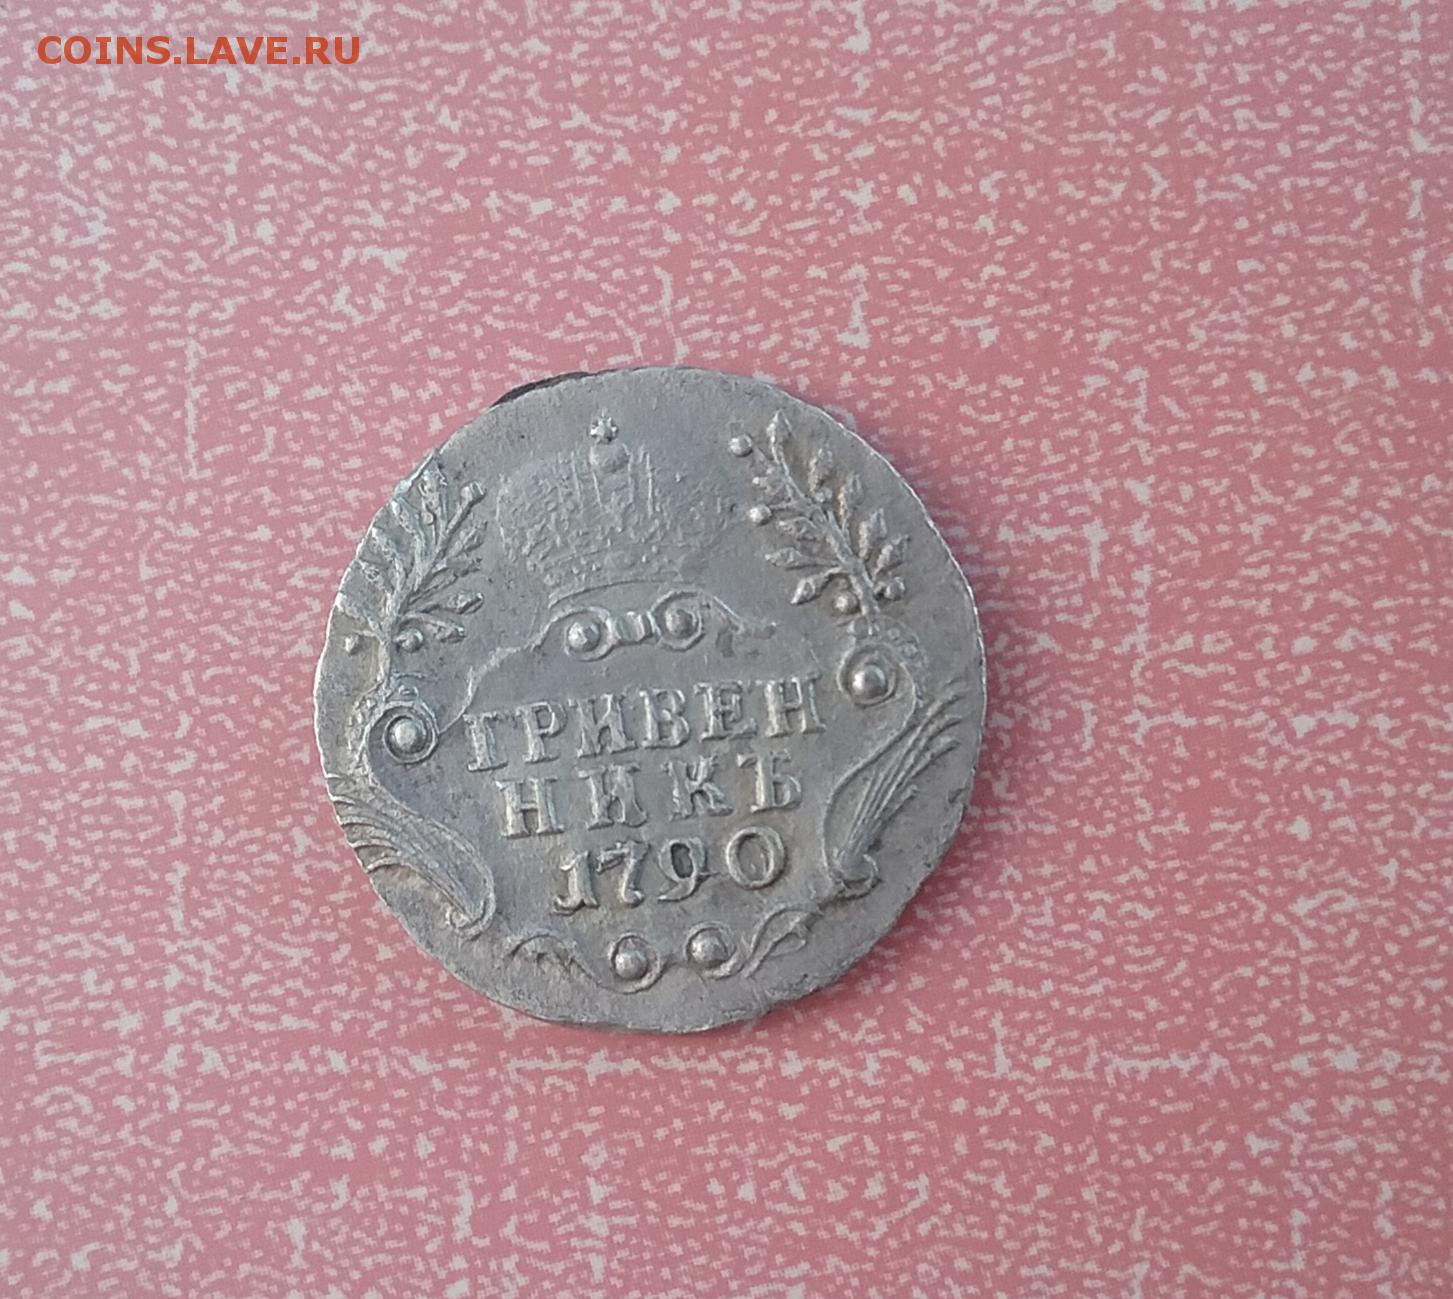 COINS.LAVE.RU
ГРИВЕН
НИКЪ
1790